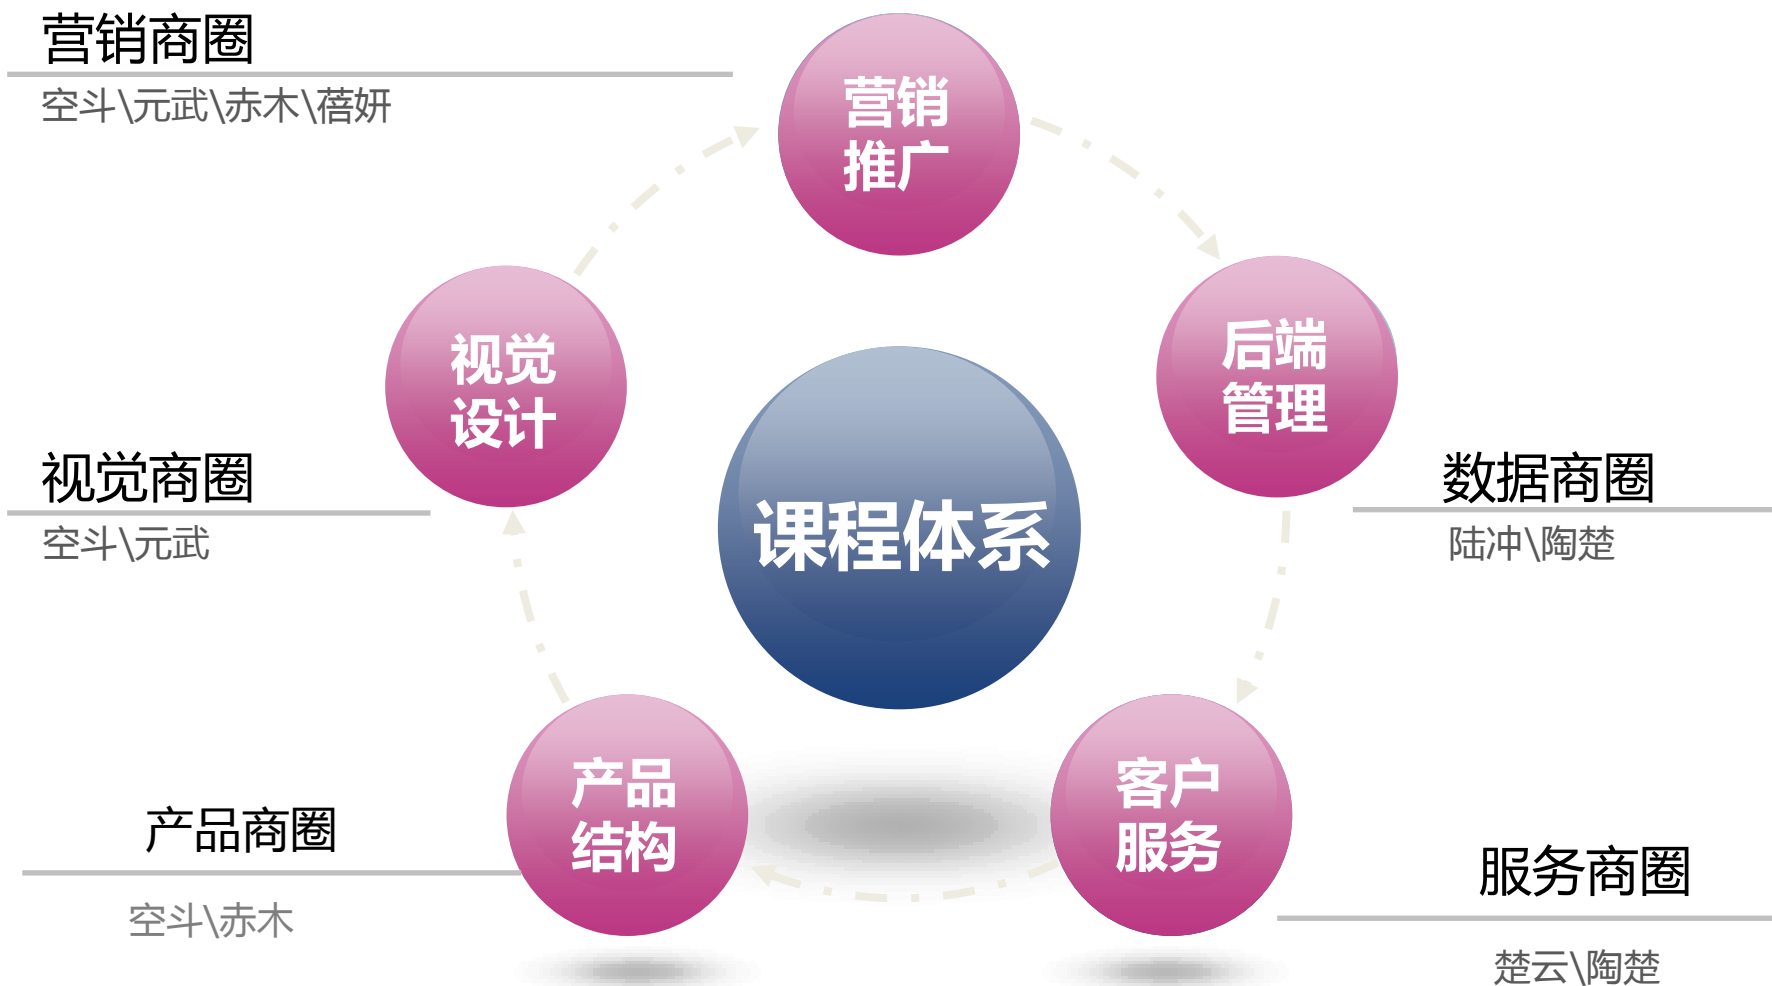 营销商圈
空斗\元武\赤木\蓓妍
营销
推广
视觉
设计
后端
管理
视觉商圈
空斗\元武
课程体系
数据商圈
陆冲\陶楚
产品
结构
客户
服务
产品商圈
空斗\赤木
服务商圈
楚云\陶楚